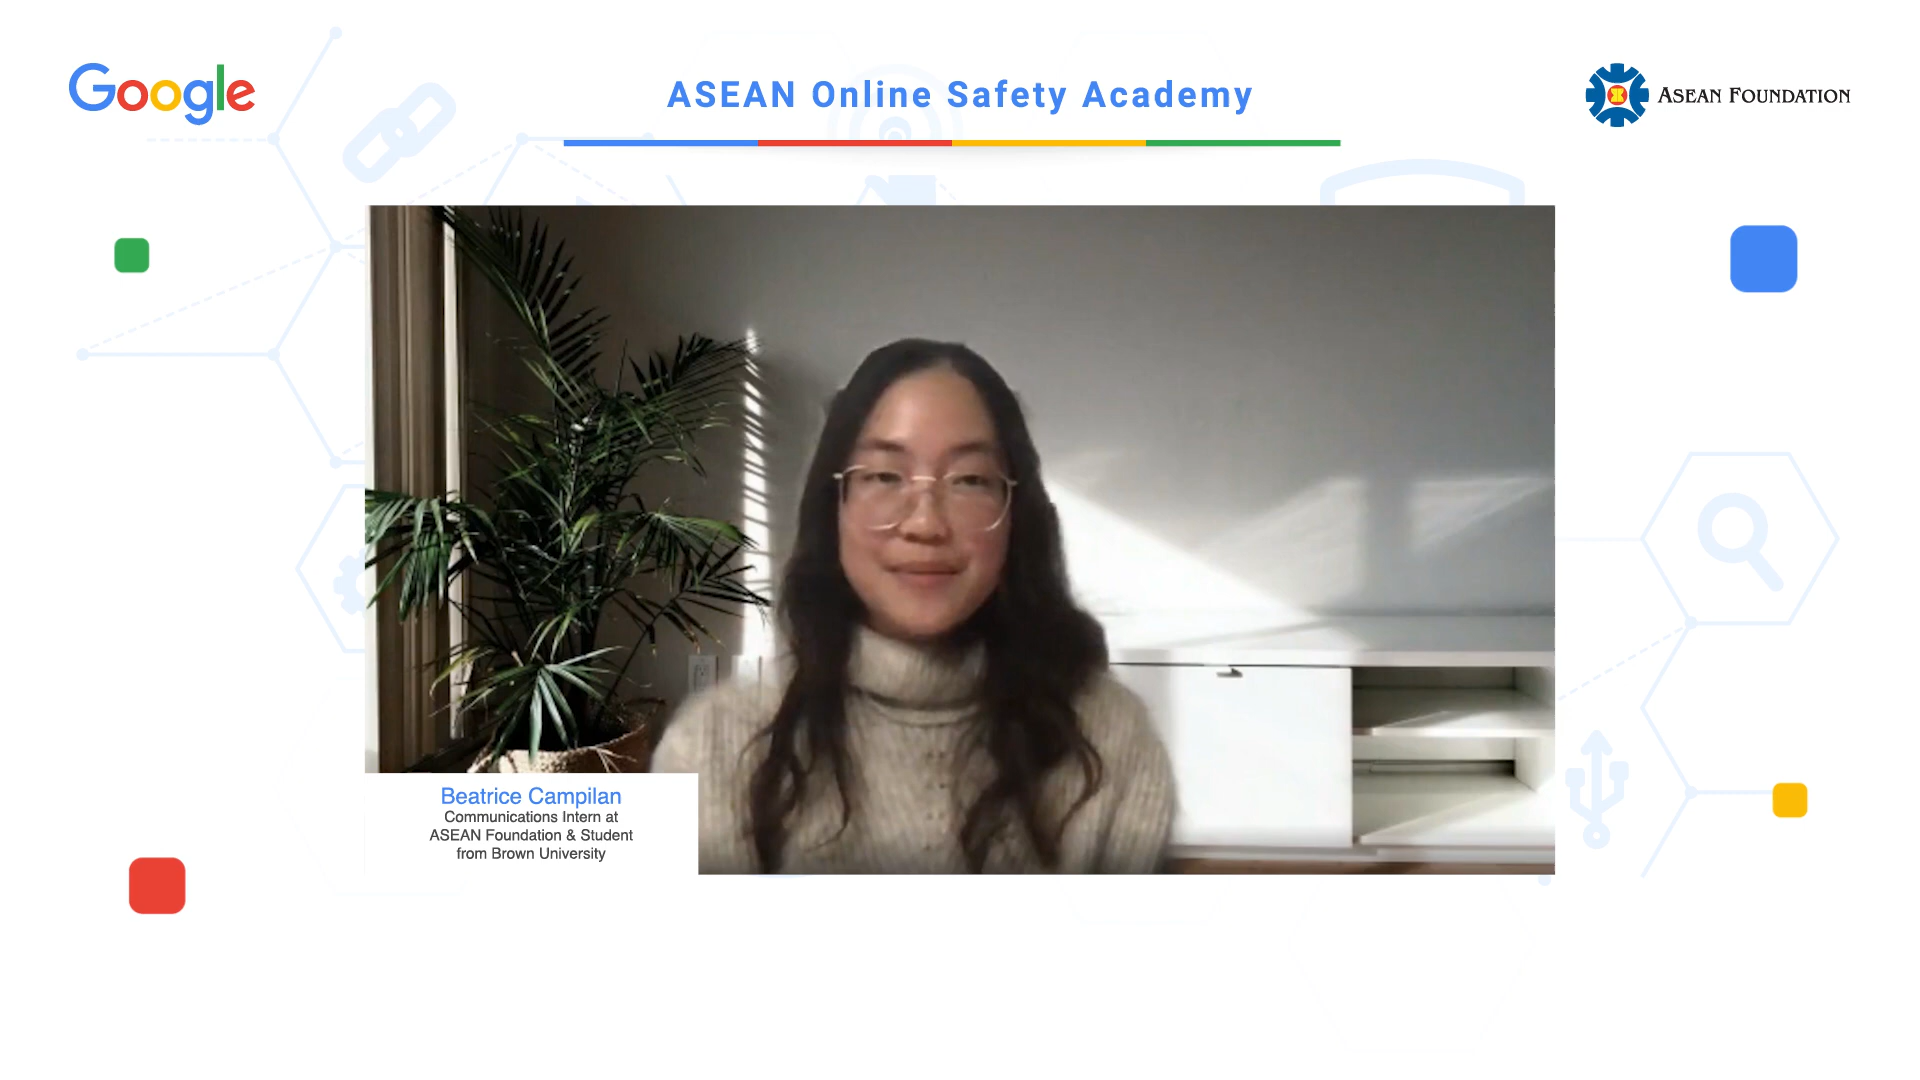 Google
ASEAN Online Safety Academy
ASEAN FOUNDATION
Beatrice Campilan
Communications Intern at
ASEAN Foundation & Student
from Brown University